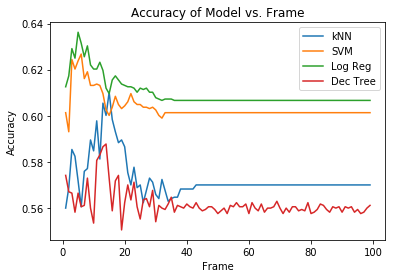 Accuracy of Model vs. Frame
0.64
0.62
0.60
0.58
0.56
Accuracy
kNN
SVM
Log Reg
Dec Tree
0
20
40
60
80
100
Frame